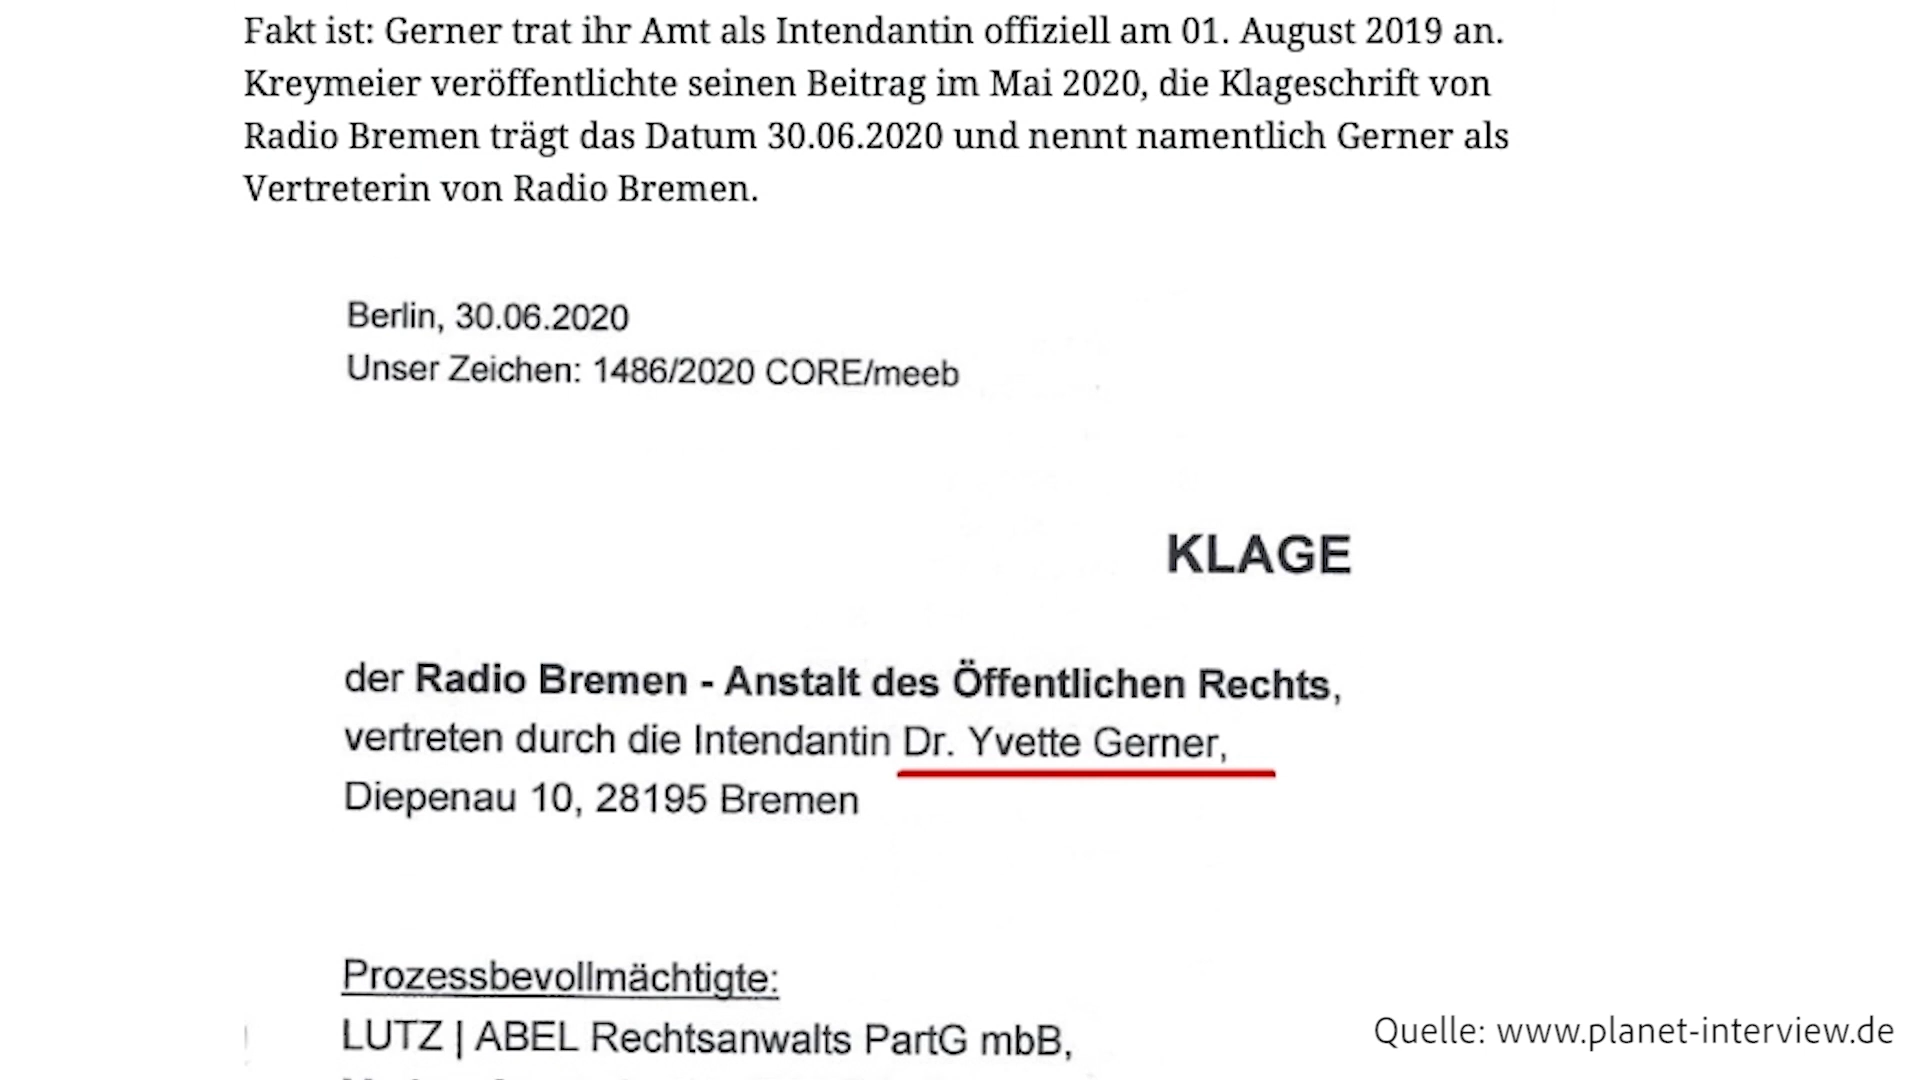 Fakt ist: Gerner trat ihr Amt als Intendantin offiziell am 01. August 2019 an.
Kreymeier veröffentlichte seinen Beitrag im Mai 2020, die Klageschrift von
Radio Bremen trägt das Datum 30.06.2020 und nennt namentlich Gerner als
Vertreterin von Radio Bremen.
Berlin, 30.06.2020
Unser Zeichen: 1486/2020 CORE/meeb
KLAGE
der Radio Bremen - Anstalt des Öffentlichen Rechts,
vertreten durch die Intendantin Dr. Yvette Gerner,
Diepenau 10, 28195 Bremen
Prozessbevollmächtigte:
LUTZ | ABEL Rechtsanwalts PartG mbB,
Quelle: www.planet-interview.de